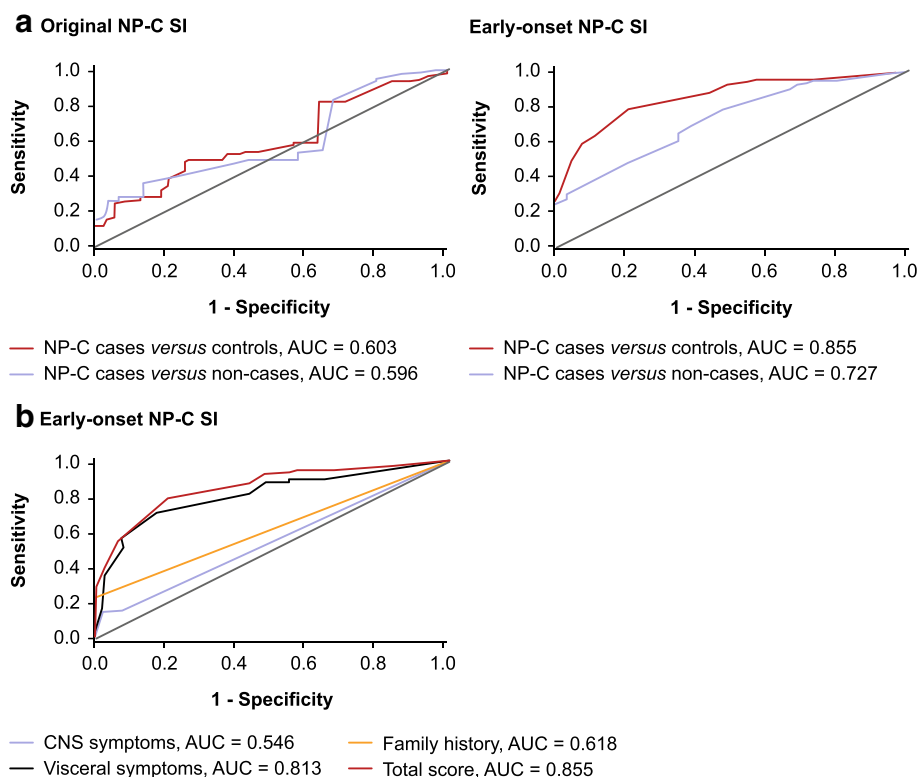 a Original NP-C SI
Early-onset NP-C SI
Sensitivity
1.0
0.8
0.6
0.4
0.2
0.0
0.0 0.2 0.4 0.6 0.8 1.0
1 - Specificity
NP-C cases versus controls, AUC = 0.603
NP-C cases versus non-cases, AUC = 0.596
Sensitivity
1.0
0.8
0.6
0.4
0.2
0.0
0.0 0.2 0.4 0.6 0.8 1.0
1 - Specificity
NP-C cases versus controls, AUC = 0.855
NP-C cases versus non-cases, AUC = 0.727
b Early-onset NP-C SI
Sensitivity
1.0
0.8
0.6
0.4
0.2
0.0
0.0 0.2 0.4 0.6 0.8 1.0
1 - Specificity
CNS symptoms, AUC = 0.546
Visceral symptoms, AUC = 0.813
Family history, AUC = 0.618
Total score, AUC = 0.855